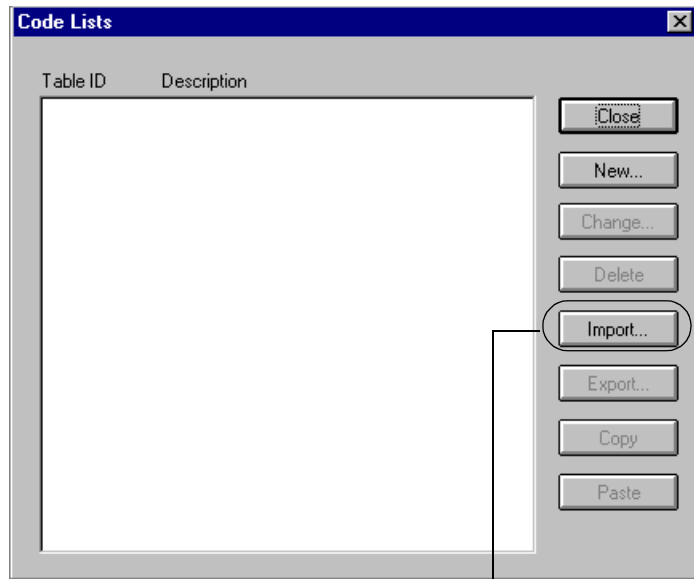 Code Lists
Table ID Description
Close
New...
Change...
Delete
Import...
Export...
Copy
Paste